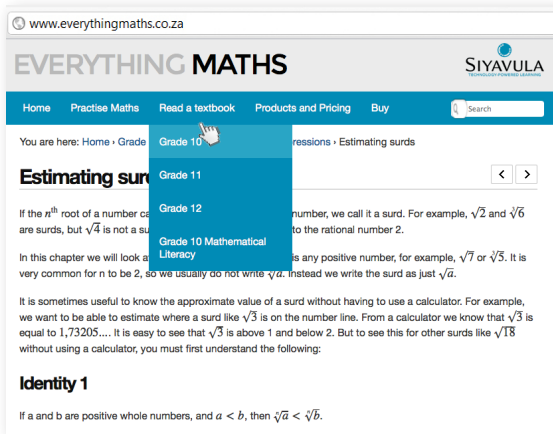 www.everythingmaths.co.za
EVERYTHING MATHS
SIYAVULA
TECHNOLOGY-POWERED LEARNING
Home Practise Maths Read a textbook Products and Pricing Buy Search
You are here: Home › Grade Grade 10 ressions › Estimating surds
Estimating sur
Grade 11
Grade 12
Grade 10 Mathematical
Literacy
If the nth root of a number ca number, we call it a surd. For example, √2 and ∛6
are surds, but √4 is not a su to the rational number 2.
In this chapter we will look a is any positive number, for example, √7 or ∛5. It is
very common for n to be 2, so we usually do not write ²√a. Instead we write the surd as just √a.
It is sometimes useful to know the approximate value of a surd without having to use a calculator. For example,
we want to be able to estimate where a surd like √3 is on the number line. From a calculator we know that √3 is
equal to 1,73205.... It is easy to see that √3 is above 1 and below 2. But to see this for other surds like √18
without using a calculator, you must first understand the following:
Identity 1
If a and b are positive whole numbers, and a < b, then ⁿ√a < ⁿ√b.